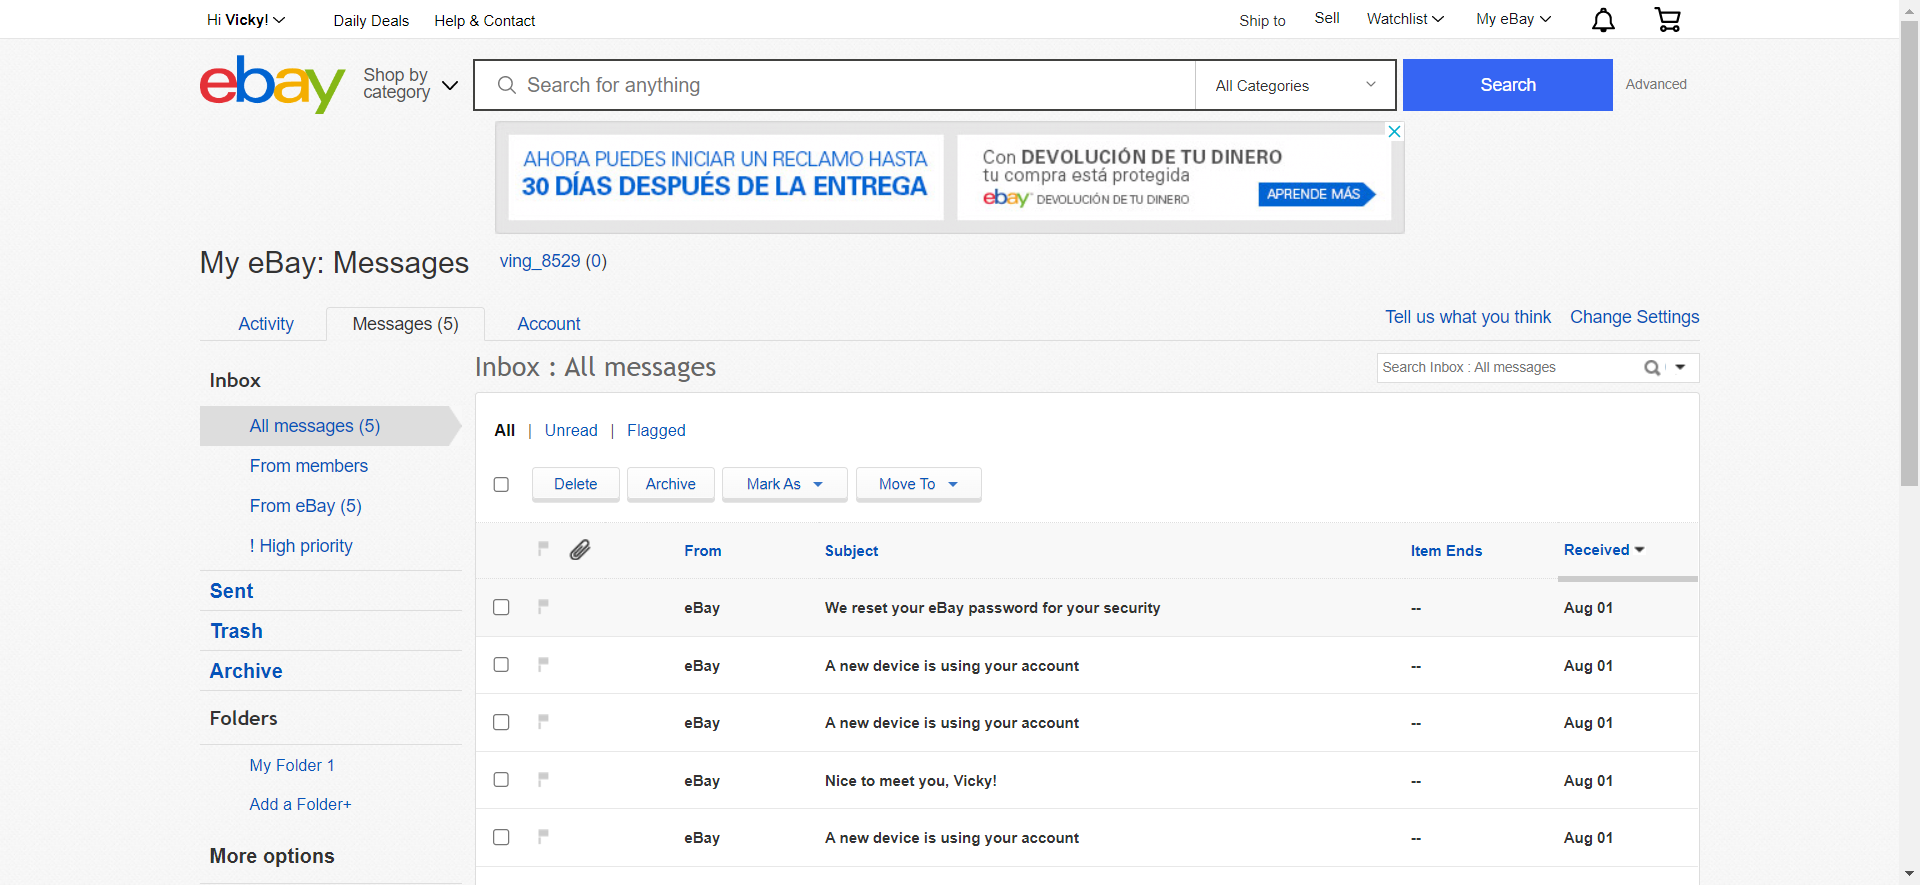 Hi Vicky!
Daily Deals
Help & Contact
Ship to
Sell
Watchlist
My eBay
ebay
Shop by
category
Search for anything
All Categories
Search
Advanced
AHORA PUEDES INICIAR UN RECLAMO HASTA
30 DÍAS DESPUÉS DE LA ENTREGA
Con DEVOLUCIÓN DE TU DINERO
tu compra está protegida
ebay™ DEVOLUCIÓN DE TU DINERO
APRENDE MÁS
My eBay: Messages
ving_8529 (0)
Activity
Messages (5)
Account
Tell us what you think
Change Settings
Inbox
All messages (5)
From members
From eBay (5)
! High priority
Sent
Trash
Archive
Folders
My Folder 1
Add a Folder+
More options
Inbox : All messages
Search Inbox : All messages
All | Unread | Flagged
Delete
Archive
Mark As
Move To
From Subject Item Ends Received
eBay We reset your eBay password for your security -- Aug 01
eBay A new device is using your account -- Aug 01
eBay A new device is using your account -- Aug 01
eBay Nice to meet you, Vicky! -- Aug 01
eBay A new device is using your account -- Aug 01